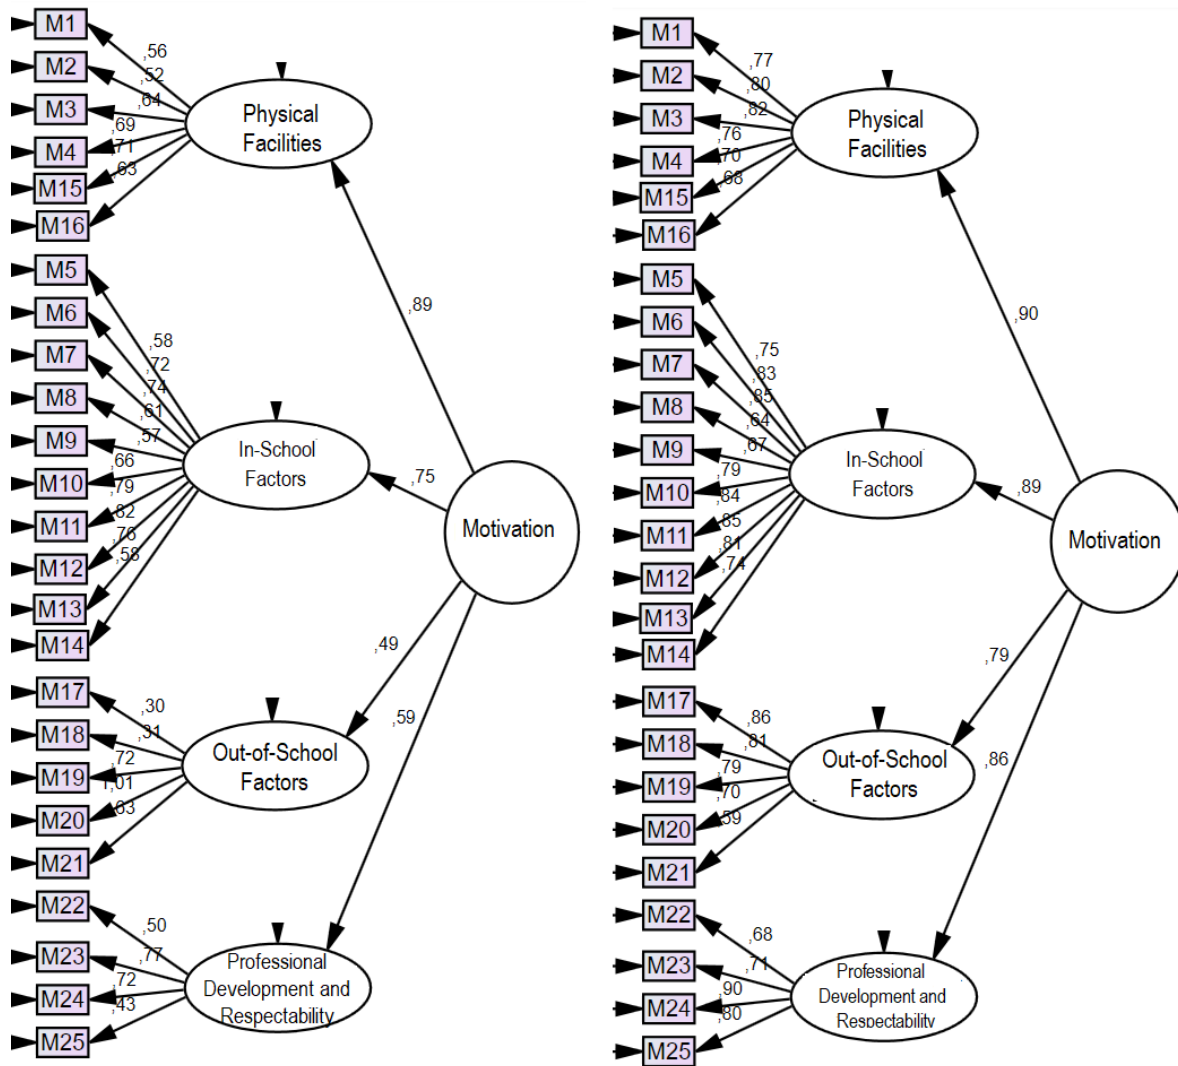 M1
M2
M3
M4
M15
M16
,56
,52
,64
,69
,71
,63
Physical
Facilities
,89
M5
M6
M7
M8
M9
M10
M11
M12
M13
M14
,58
,72
,74
,61
,57
,66
,79
,82
,76
,58
In-School
Factors
,75
Motivation
,49
,59
M17
M18
M19
M20
M21
,30
,31
,72
1,01
,63
Out-of-School
Factors
M22
M23
M24
M25
,50
,77
,72
,43
Professional
Development and
Respectability
M1
M2
M3
M4
M15
M16
,77
,80
,82
,76
,70
,68
Physical
Facilities
,90
M5
M6
M7
M8
M9
M10
M11
M12
M13
M14
,75
,83
,85
,64
,67
,79
,84
,85
,81
,74
In-School
Factors
,89
Motivation
,79
,86
M17
M18
M19
M20
M21
,86
,81
,79
,70
,59
Out-of-School
Factors
M22
M23
M24
M25
,68
,71
,90
,80
Professional
Development and
Respectability